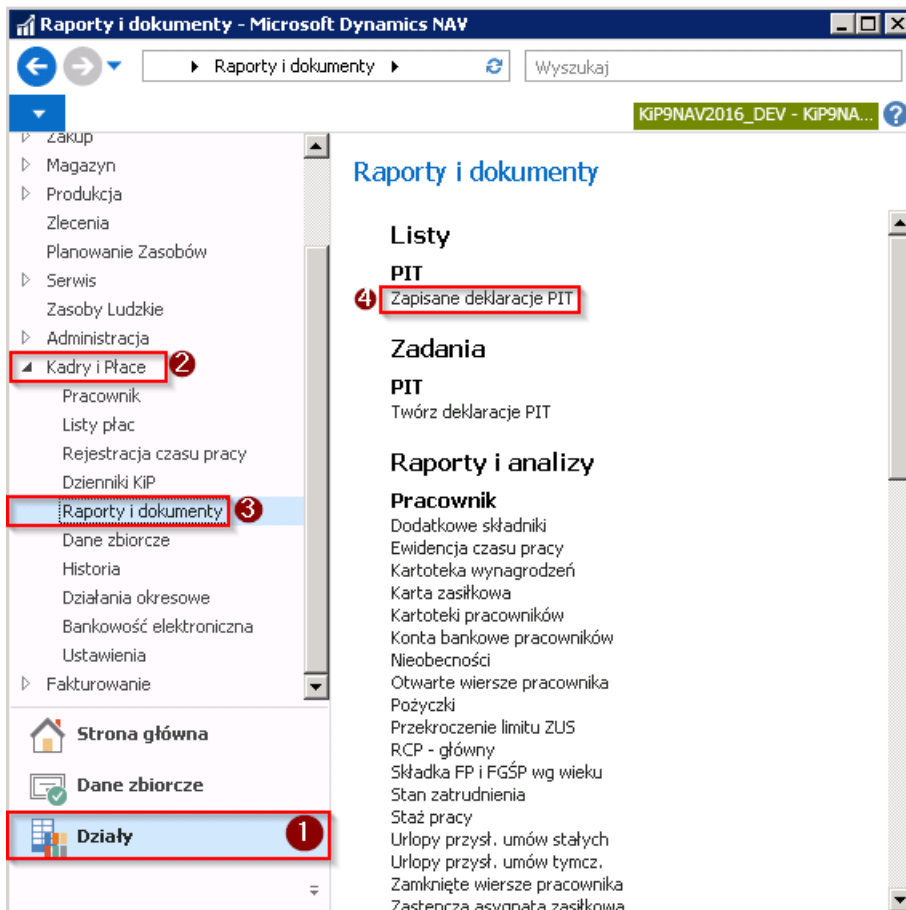 Raporty i dokumenty - Microsoft Dynamics NAV
Raporty i dokumenty
Wyszukaj
KiP9NAV2016_DEV - KiP9NA...
?
Zakup
Magazyn
Produkcja
Zlecenia
Planowanie Zasobów
Serwis
Zasoby Ludzkie
Administracja
Kadry i Płace 2
Pracownik
Listy płac
Rejestracja czasu pracy
Dzienniki KiP
Raporty i dokumenty 3
Dane zbiorcze
Historia
Działania okresowe
Bankowość elektroniczna
Ustawienia
Fakturowanie
Strona główna
Dane zbiorcze
Działy 1
Raporty i dokumenty
Listy
PIT
4 Zapisane deklaracje PIT
Zadania
PIT
Twórz deklaracje PIT
Raporty i analizy
Pracownik
Dodatkowe składniki
Ewidencja czasu pracy
Kartoteka wynagrodzeń
Karta zasiłkowa
Kartoteki pracowników
Konta bankowe pracowników
Nieobecności
Otwarte wiersze pracownika
Pożyczki
Przekroczenie limitu ZUS
RCP - główny
Składka FP i FGŚP wg wieku
Stan zatrudnienia
Staż pracy
Urlopy przysł. umów stałych
Urlopy przysł. umów tymcz.
Zamknięte wiersze pracownika
Zastępcza asygnata zasiłkowa